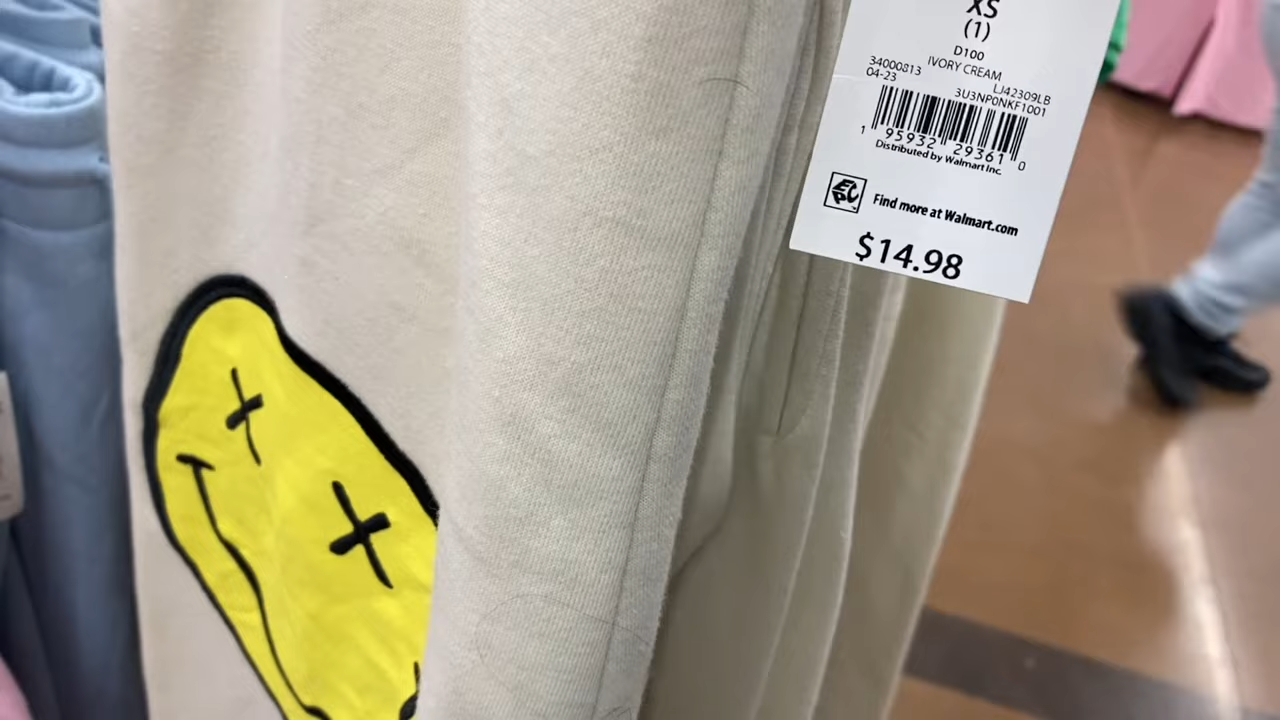 XS
(1)
D100
IVORY CREAM
34000813
04-23
LJ42309LB
3U3NP0NKF1001
1 95932 29361 0
Distributed by Walmart Inc.
EPC
Find more at Walmart.com
$14.98